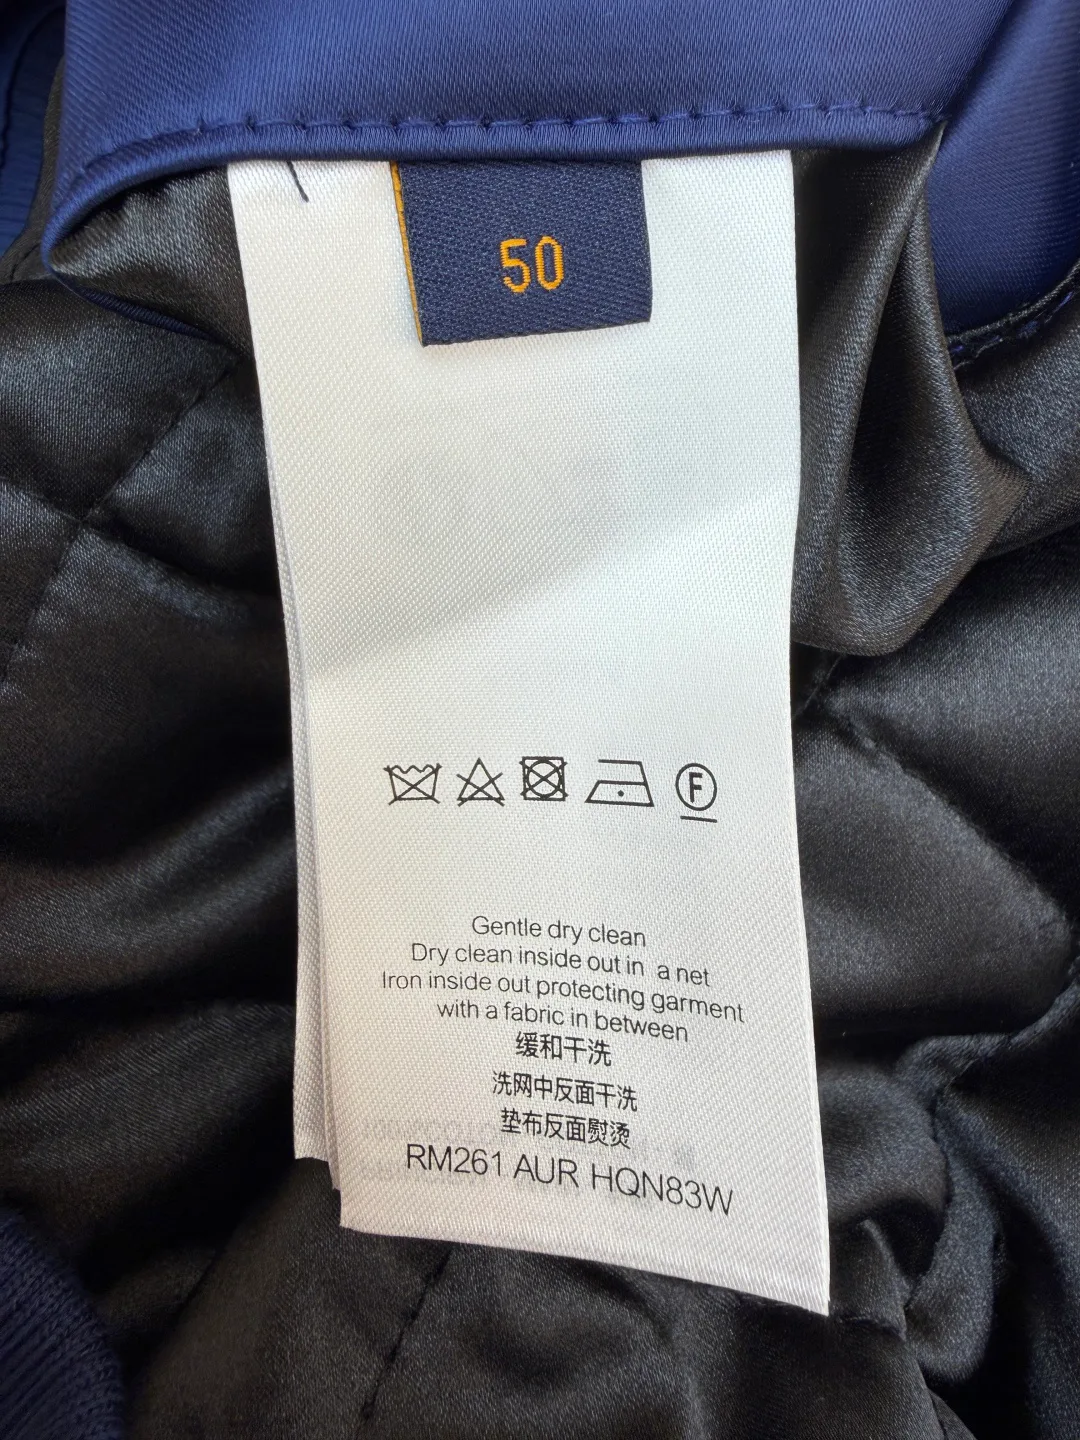 50
F
Gentle dry clean
Dry clean inside out in a net
Iron inside out protecting garment
with a fabric in between
缓和干洗
洗网中反面干洗
垫布反面熨烫
RM261 AUR HQN83W